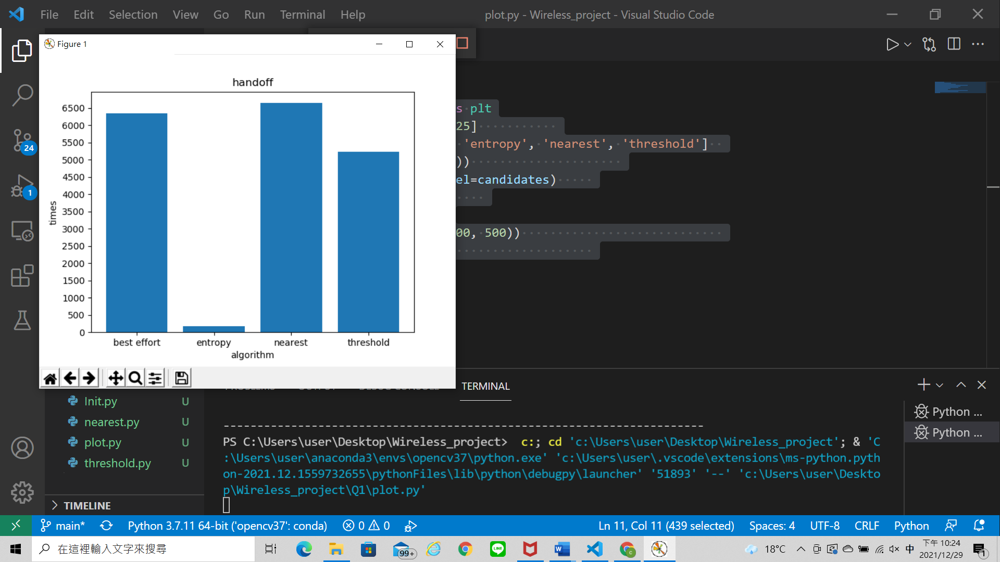 File Edit Selection View Go Run Terminal Help
plot.py - Wireless_project - Visual Studio Code
Figure 1
handoff
6500
6000
5500
5000
4500
4000
3500
3000
2500
2000
1500
1000
500
0
times
best effort entropy nearest threshold
algorithm
s plt
25]
'entropy', 'nearest', 'threshold']
))
el=candidates)
00, 500))
24
1
TERMINAL
Init.py U
nearest.py U
plot.py U
threshold.py U
TIMELINE
--------------------------------------------------------------------
PS C:\Users\user\Desktop\Wireless_project> c:; cd 'c:\Users\user\Desktop\Wireless_project'; & 'C
:\Users\user\anaconda3\envs\opencv37\python.exe' 'c:\Users\user\.vscode\extensions\ms-python.pyth
on-2021.12.1559732655\pythonFiles\lib\python\debugpy\launcher' '51893' '--' 'c:\Users\user\Deskto
p\Wireless_project\Q1\plot.py'
Python ...
Python ...
main* Python 3.7.11 64-bit ('opencv37': conda) 0 0 Ln 11, Col 11 (439 selected) Spaces: 4 UTF-8 CRLF Python
在這裡輸入文字來搜尋
99+
LINE
18°C
中
下午 10:24
2021/12/29
1